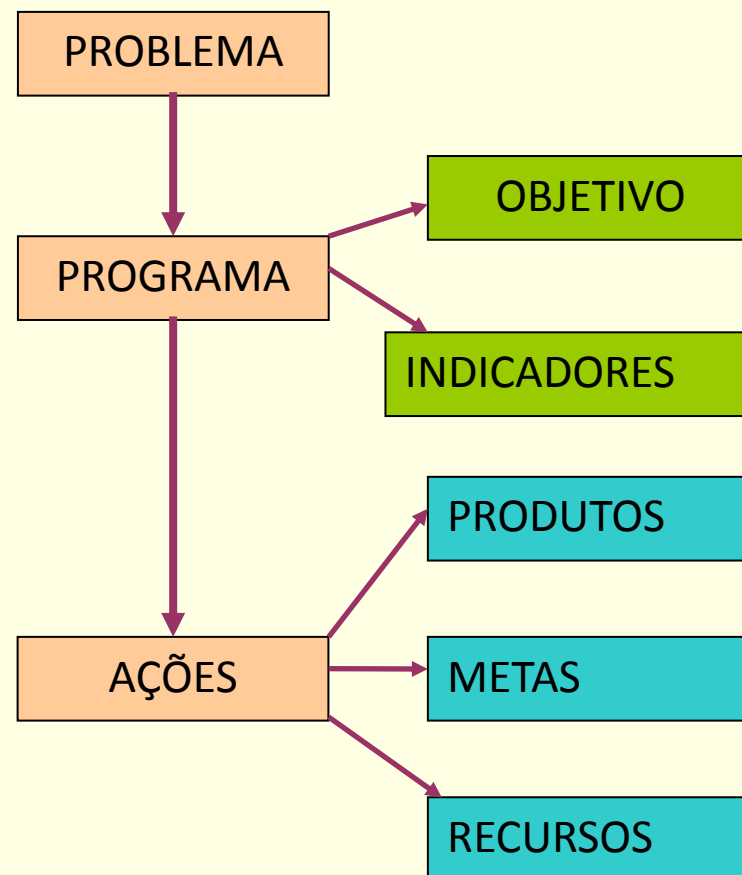 PROBLEMA
OBJETIVO
PROGRAMA
INDICADORES
PRODUTOS
AÇÕES
METAS
RECURSOS